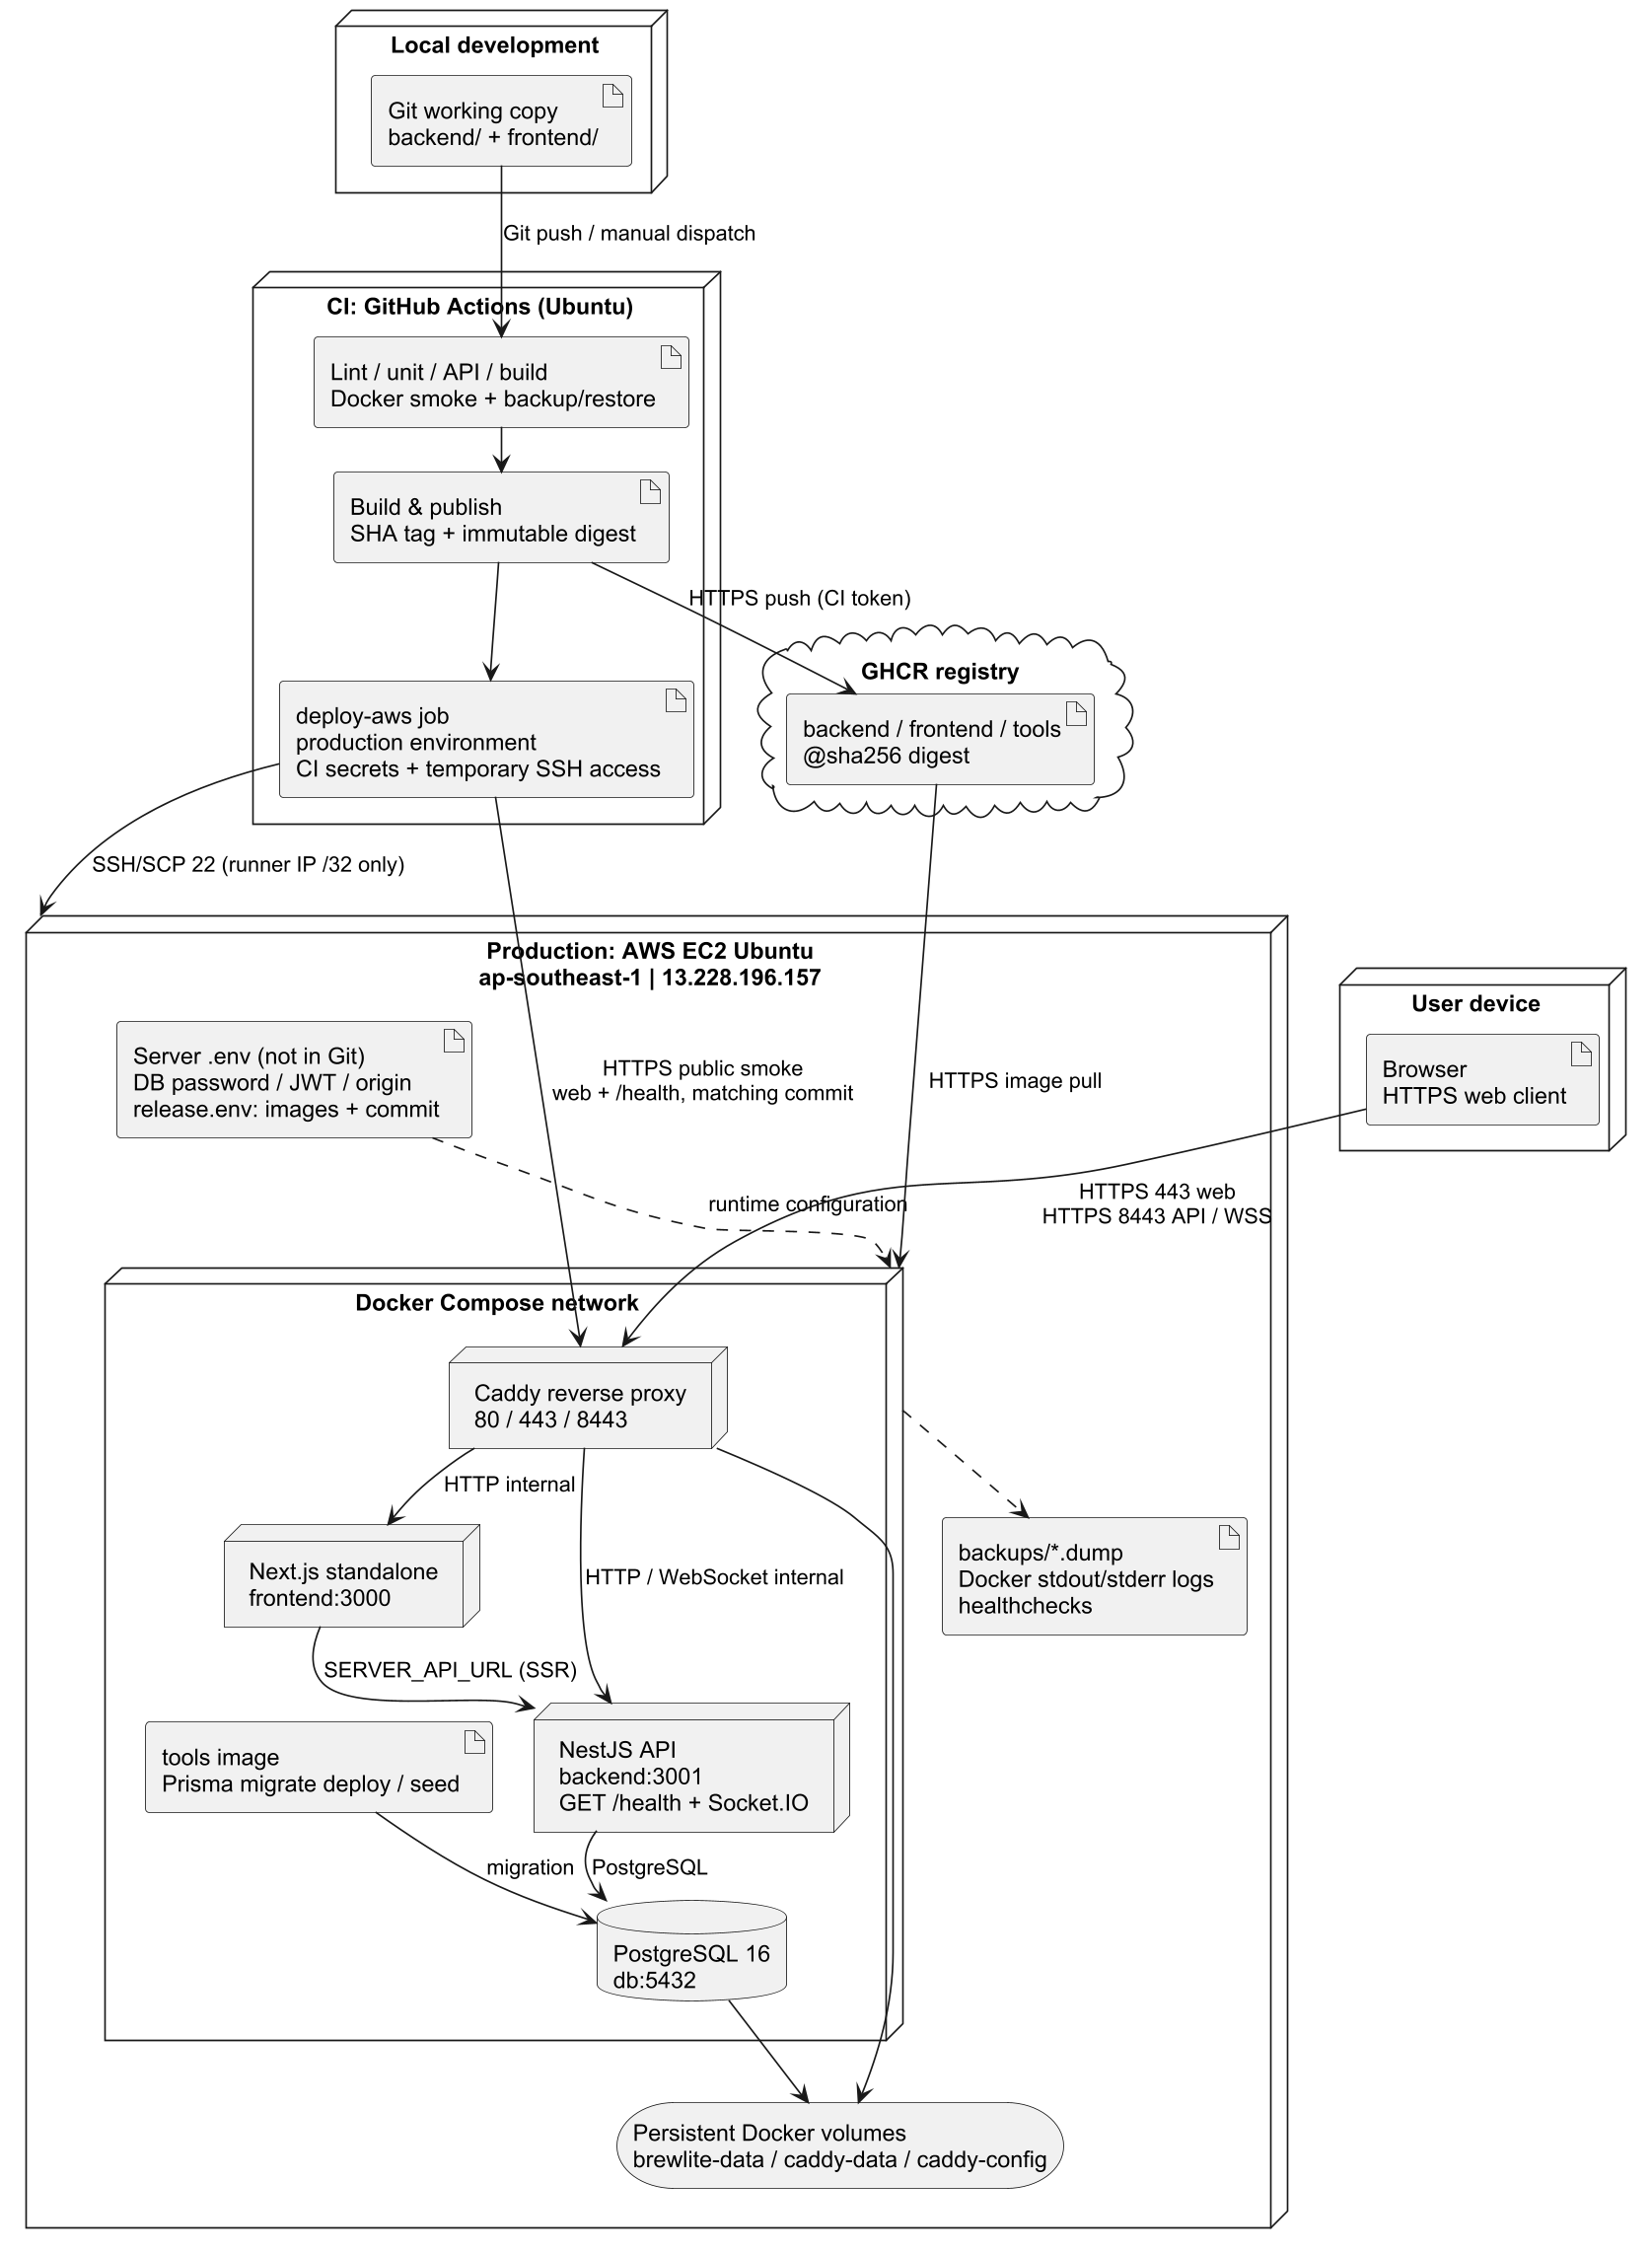 Local development
Git working copy
backend/ + frontend/
Git push / manual dispatch
CI: GitHub Actions (Ubuntu)
Lint / unit / API / build
Docker smoke + backup/restore
Build & publish
SHA tag + immutable digest
HTTPS push (CI token)
GHCR registry
backend / frontend / tools
@sha256 digest
deploy-aws job
production environment
CI secrets + temporary SSH access
SSH/SCP 22 (runner IP /32 only)
Production: AWS EC2 Ubuntu
ap-southeast-1 | 13.228.196.157
User device
Browser
HTTPS web client
Server .env (not in Git)
DB password / JWT / origin
release.env: images + commit
HTTPS public smoke
web + /health, matching commit
HTTPS image pull
runtime configuration
HTTPS 443 web
HTTPS 8443 API / WSS
Docker Compose network
Caddy reverse proxy
80 / 443 / 8443
HTTP internal
Next.js standalone
frontend:3000
HTTP / WebSocket internal
backups/*.dump
Docker stdout/stderr logs
healthchecks
SERVER_API_URL (SSR)
tools image
Prisma migrate deploy / seed
NestJS API
backend:3001
GET /health + Socket.IO
migration
PostgreSQL
PostgreSQL 16
db:5432
Persistent Docker volumes
brewlite-data / caddy-data / caddy-config